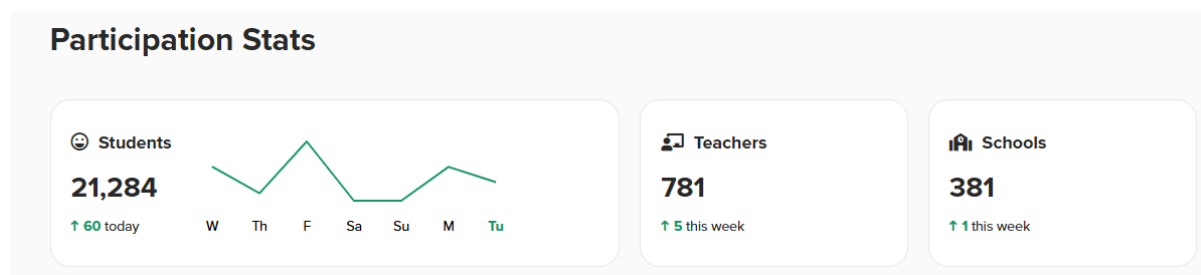 Participation Stats
Students
21,284
↑ 60 today
W Th F Sa Su M Tu
Teachers
781
↑ 5 this week
Schools
381
↑ 1 this week